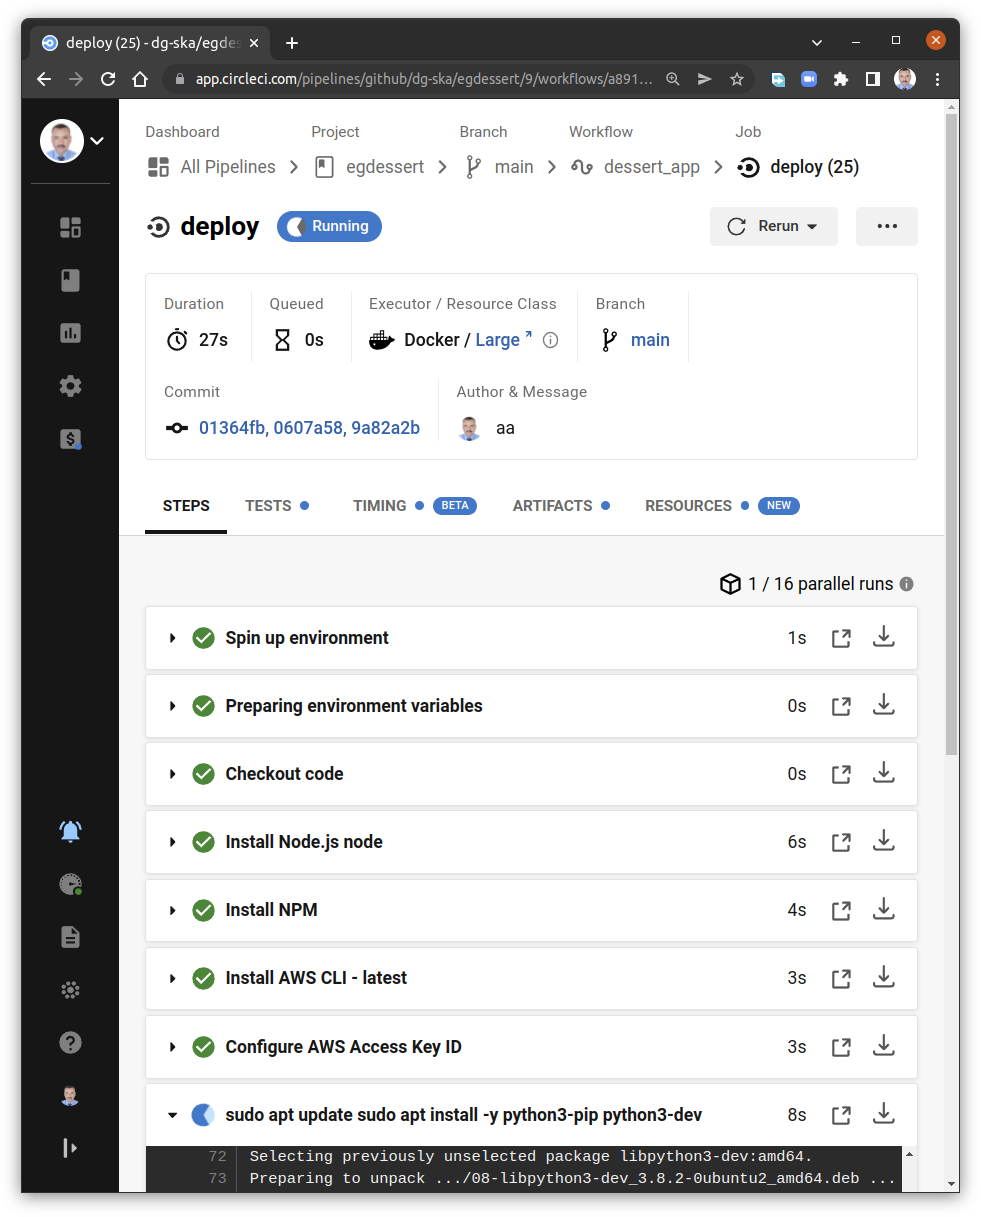 deploy (25) - dg-ska/egdes
app.circleci.com/pipelines/github/dg-ska/egdessert/9/workflows/a891...
Dashboard Project Branch Workflow Job
All Pipelines egdessert main dessert_app deploy (25)
deploy Running Rerun ...
Duration Queued Executor / Resource Class Branch
27s 0s Docker / Large main
Commit Author & Message
01364fb, 0607a58, 9a82a2b aa
STEPS TESTS TIMING BETA ARTIFACTS RESOURCES NEW
1 / 16 parallel runs
Spin up environment 1s
Preparing environment variables 0s
Checkout code 0s
Install Node.js node 6s
Install NPM 4s
Install AWS CLI - latest 3s
Configure AWS Access Key ID 3s
sudo apt update sudo apt install -y python3-pip python3-dev 8s
72 Selecting previously unselected package libpython3-dev:amd64.
73 Preparing to unpack .../08-libpython3-dev_3.8.2-0ubuntu2_amd64.deb ...